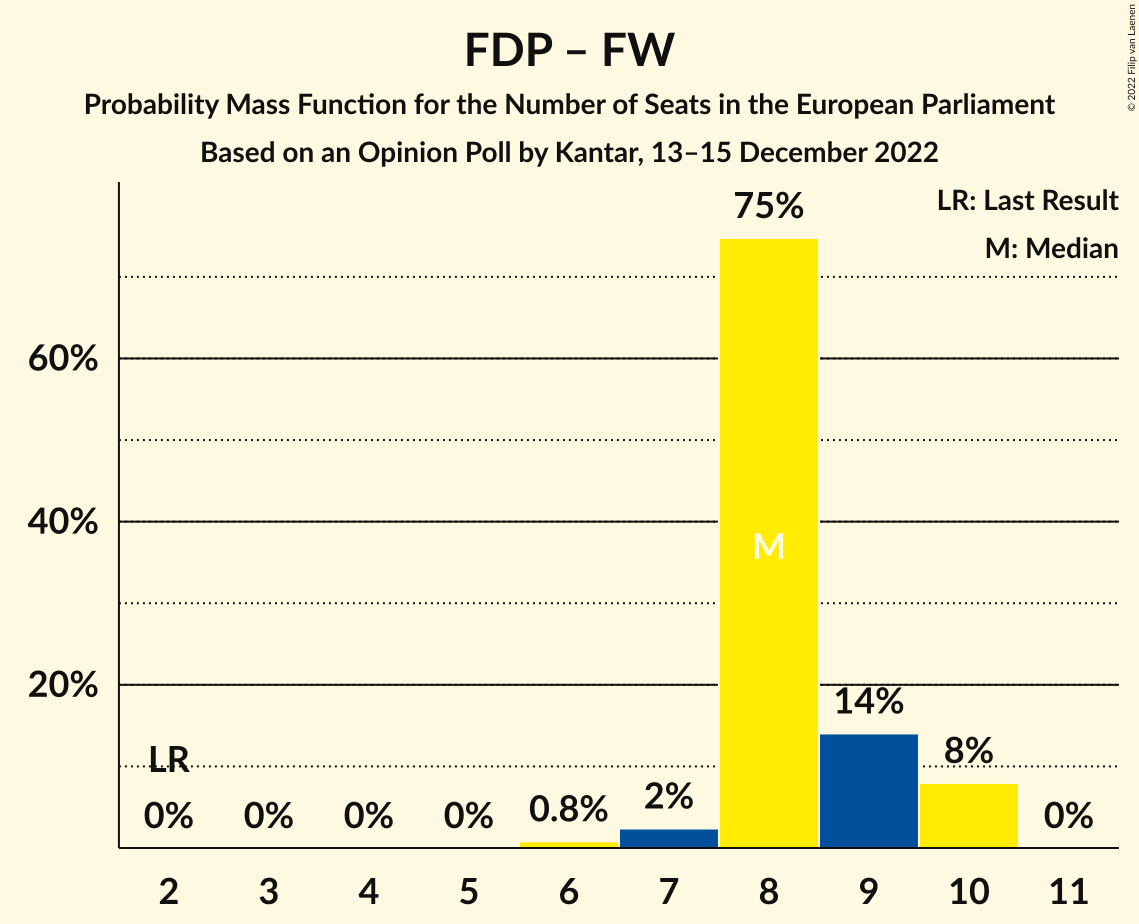 FDP – FW
Probability Mass Function for the Number of Seats in the European Parliament
Based on an Opinion Poll by Kantar, 13–15 December 2022
© 2022 Filip van Laenen
LR: Last Result
M: Median
75%
60%
40%
M
20%
14%
LR
8%
0% 0% 0% 0% 0.8% 2% 0%
2 3 4 5 6 7 8 9 10 11